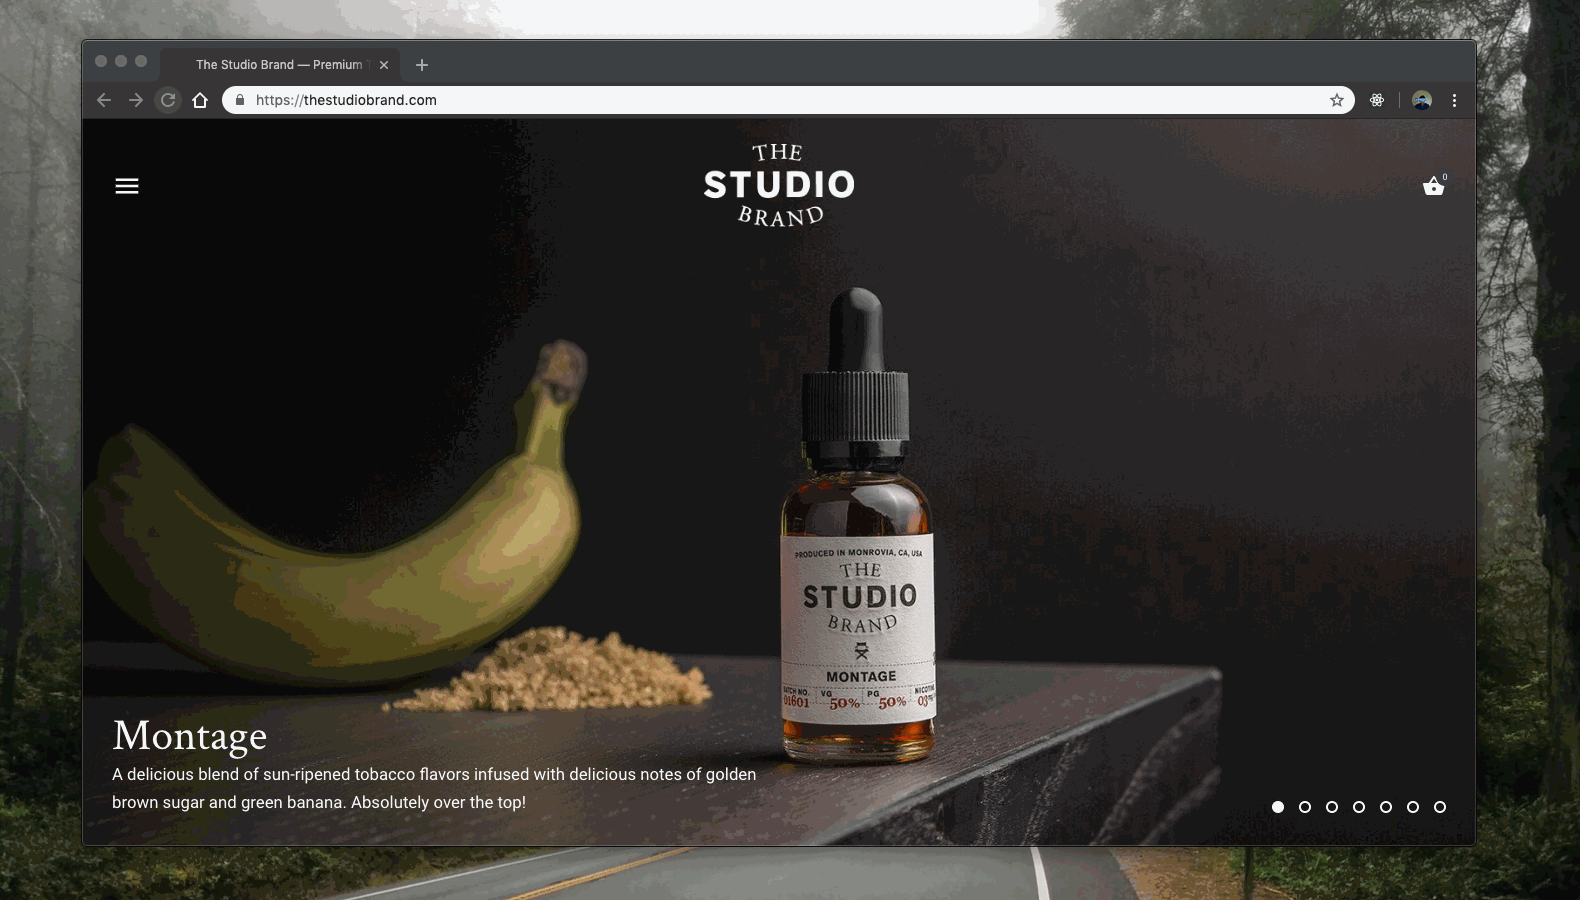 The Studio Brand — Premium
https://thestudiobrand.com
THE
STUDIO
BRAND
0
PRODUCED IN MONROVIA, CA, USA
THE
STUDIO
BRAND
MONTAGE
BATCH NO. VG PG NICOTINE
01601 50% 50% 03
Montage
A delicious blend of sun-ripened tobacco flavors infused with delicious notes of golden
brown sugar and green banana. Absolutely over the top!